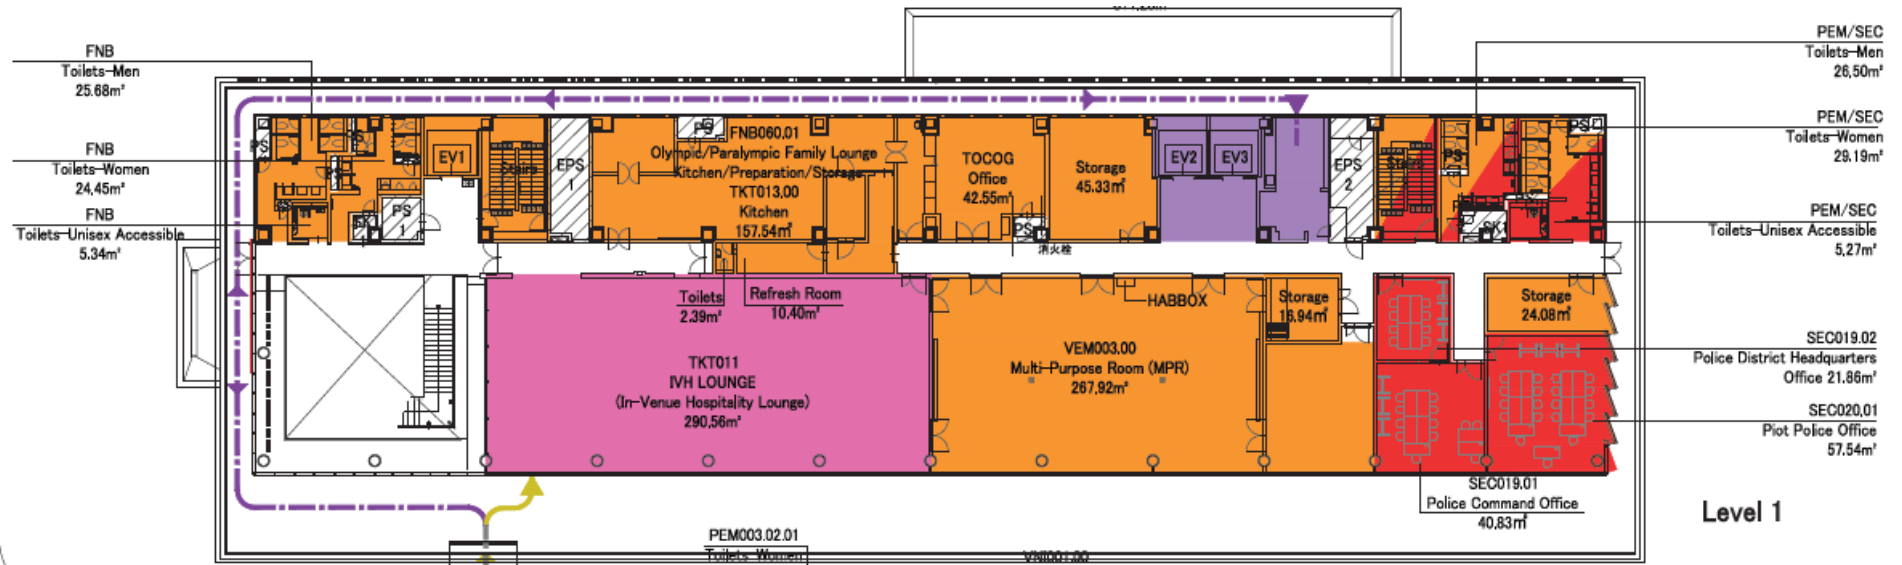 FNB
Toilets-Men
25.68㎡
FNB
Toilets-Women
24.45㎡
FNB
Toilets-Unisex Accessible
5.34㎡
PS
PS
PS
PS
1
EV1
Stairs
EPS
1
PS
FNB060.01
Olympic/Paralympic Family Lounge
Kitchen/Preparation/Storage
TKT013.00
Kitchen
157.54㎡
TOCOG
Office
42.55㎡
PS
消火栓
Storage
45.33㎡
EV2
EV3
EPS
2
Stairs
PS
PS
SK1
PEM/SEC
Toilets-Men
26.50㎡
PEM/SEC
Toilets-Women
29.19㎡
PEM/SEC
Toilets-Unisex Accessible
5.27㎡
Toilets
2.39㎡
Refresh Room
10.40㎡
TKT011
IVH LOUNGE
(In-Venue Hospitality Lounge)
290.56㎡
HABBOX
VEM003.00
Multi-Purpose Room (MPR)
267.92㎡
Storage
16.94㎡
Storage
24.08㎡
SEC019.02
Police District Headquarters
Office 21.86㎡
SEC020.01
Piot Police Office
57.54㎡
SEC019.01
Police Command Office
40.83㎡
Level 1
PEM003.02.01
Toilets-Women
VNI001.00